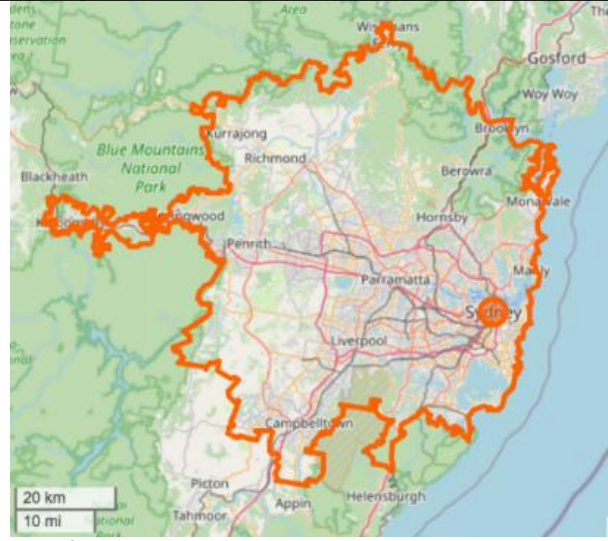 Area
Gosford
Woy Woy
Brooklyn
Kurrajong
Blue Mountains
National
Park
Richmond
Blackheath
Berowra
Mona Vale
Hornsby
Penrith
Manly
Parramatta
Sydney
Liverpool
Campbelltown
Picton
Appin
Helensburgh
Tahmoor
20 km
10 mi